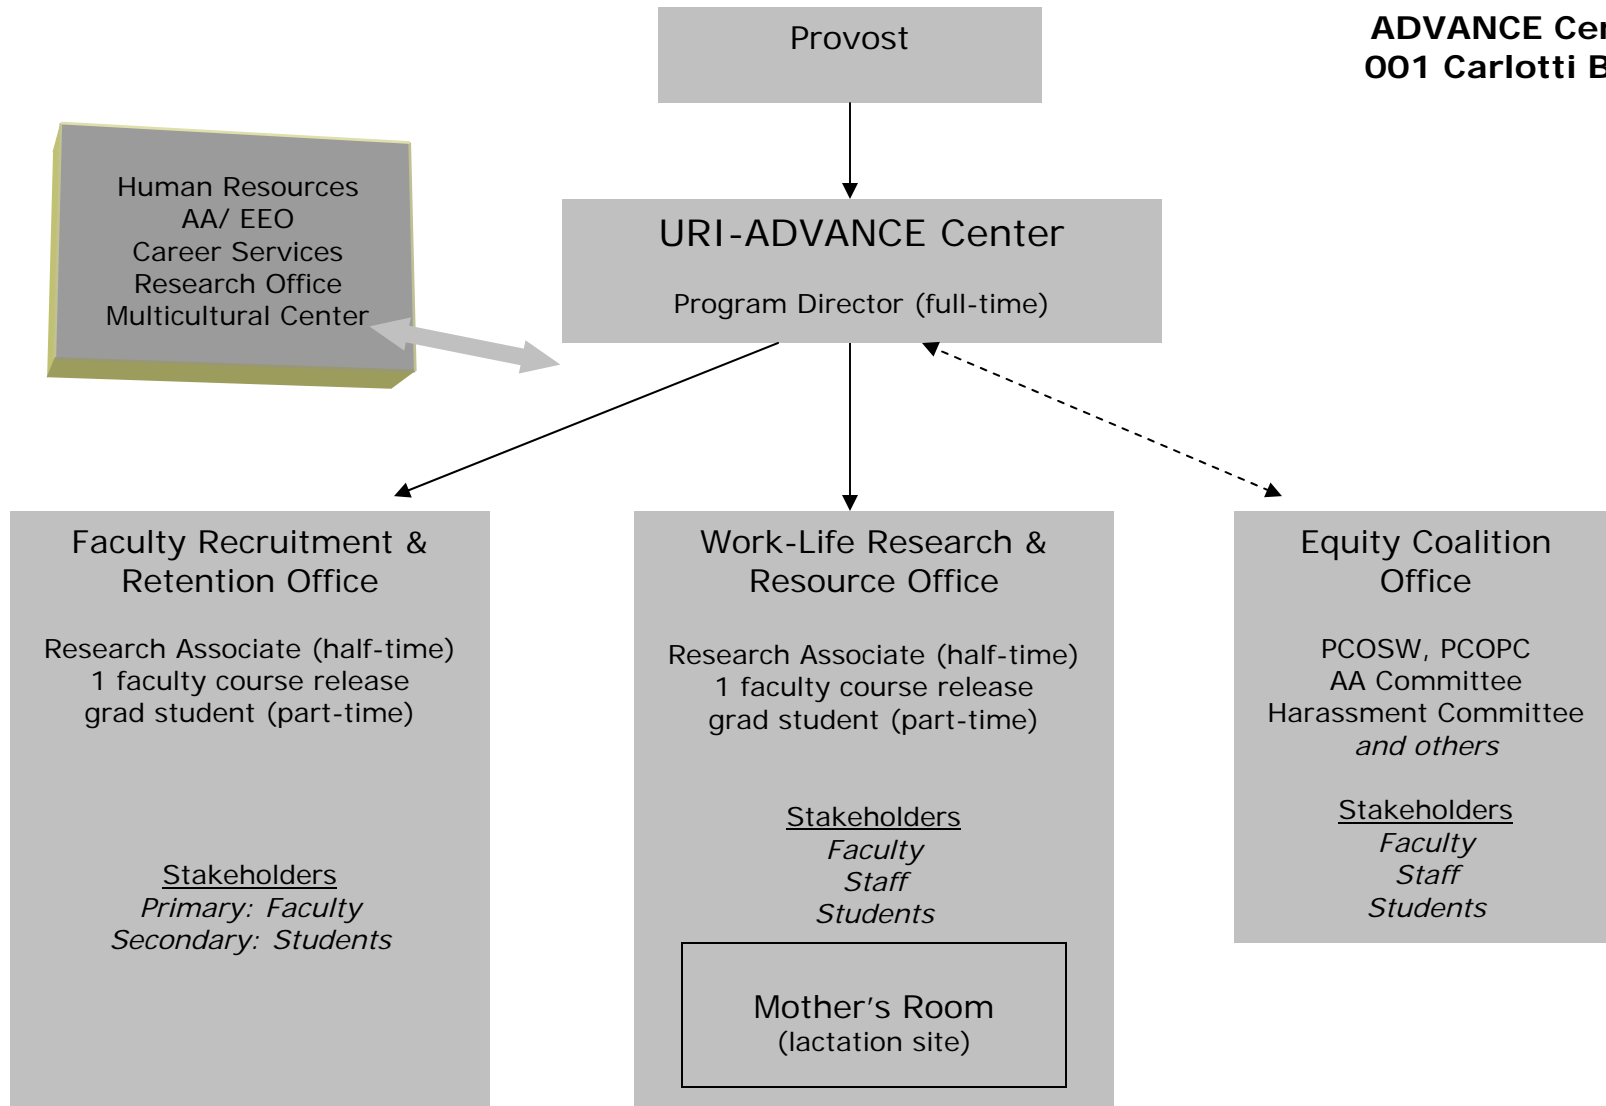 Provost
ADVANCE
001 Carlotti
Human Resources
AA/ EEO
Career Services
Research Office
Multicultural Center
URI-ADVANCE Center
Program Director (full-time)
Faculty Recruitment &
Retention Office
Research Associate (half-time)
1 faculty course release
grad student (part-time)
Stakeholders
Primary: Faculty
Secondary: Students
Work-Life Research &
Resource Office
Research Associate (half-time)
1 faculty course release
grad student (part-time)
Stakeholders
Faculty
Staff
Students
Mother's Room
(lactation site)
Equity Coalition
Office
PCOSW, PCOPC
AA Committee
Harassment Committee
and others
Stakeholders
Faculty
Staff
Students